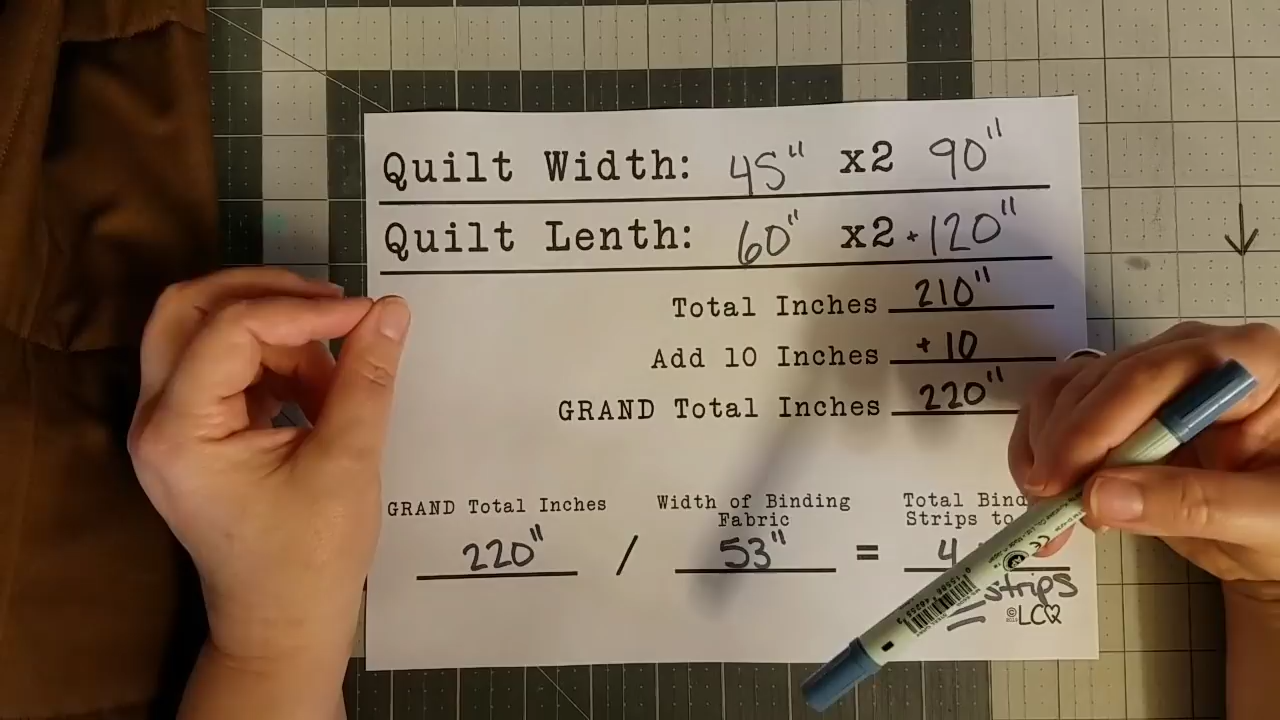 Quilt Width: 45" x2 90"
Quilt Lenth: 60" x2 + 120"
Total Inches 210"
Add 10 Inches + 10
GRAND Total Inches 220"
GRAND Total Inches
Width of Binding
Fabric
Total Bind
Strips to
220" / 53" = 4
strips
©LCQ